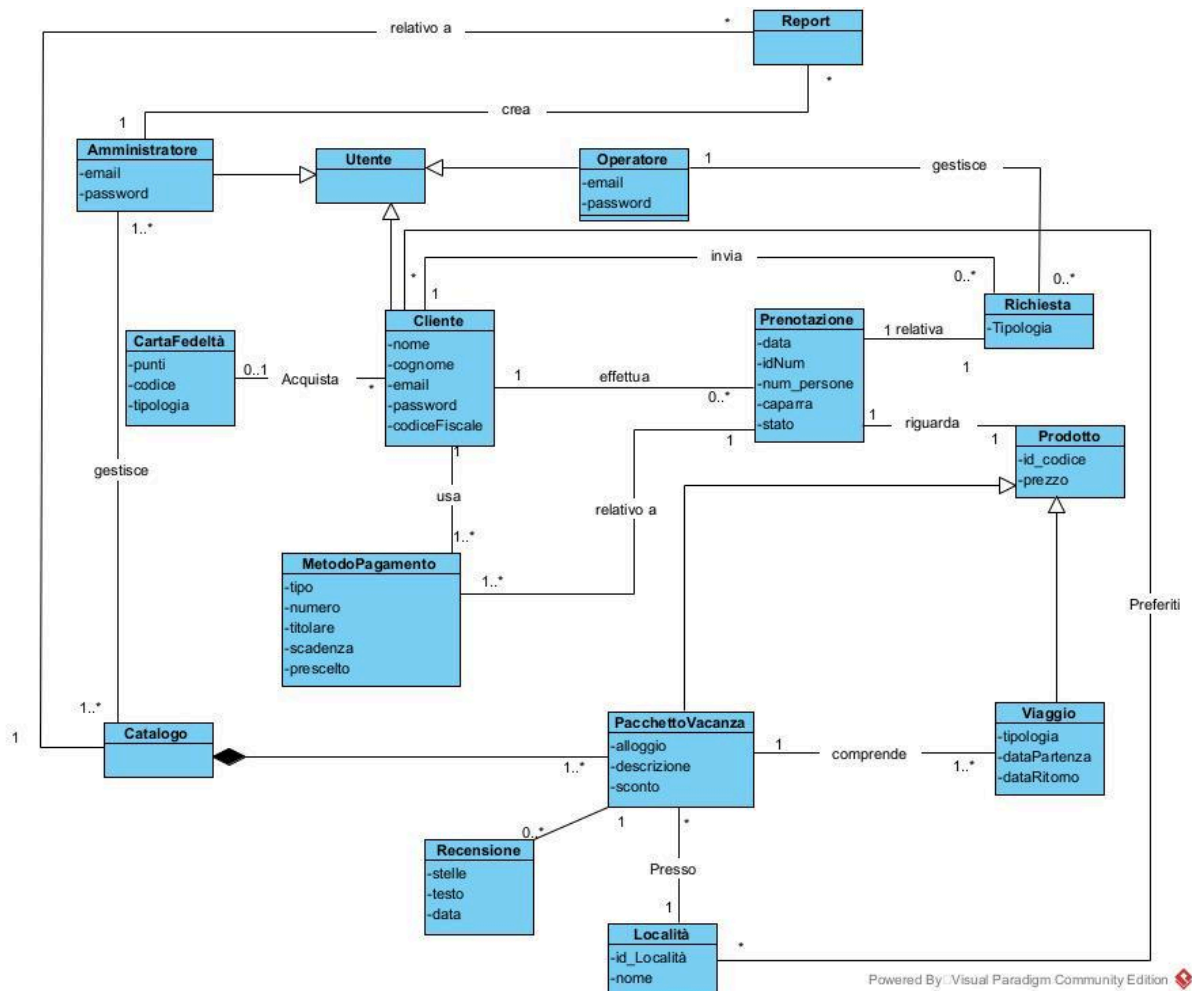 relativo a
*
Report
*
crea
1
Amministratore
-email
-password
Utente
Operatore
-email
-password
1
gestisce
1..*
invia
0..*
0..*
*
1
Richiesta
-Tipologia
CartaFedeltà
-punti
-codice
-tipologia
0..1
Acquista
*
Cliente
-nome
-cognome
-email
-password
-codiceFiscale
1
effettua
0..*
Prenotazione
-data
-idNum
-num_persone
-caparra
-stato
1
relativa
1
1
riguarda
1
Prodotto
-id_codice
-prezzo
gestisce
1
usa
1..*
1
relativo a
1..*
MetodoPagamento
-tipo
-numero
-titolare
-scadenza
-prescelto
Preferiti
1..*
1
Catalogo
1..*
PacchettoVacanza
-alloggio
-descrizione
-sconto
1
comprende
1..*
Viaggio
-tipologia
-dataPartenza
-dataRitorno
0..*
1
*
Recensione
-stelle
-testo
-data
Presso
1
Località
-id_Località
-nome
*
Powered By Visual Paradigm Community Edition